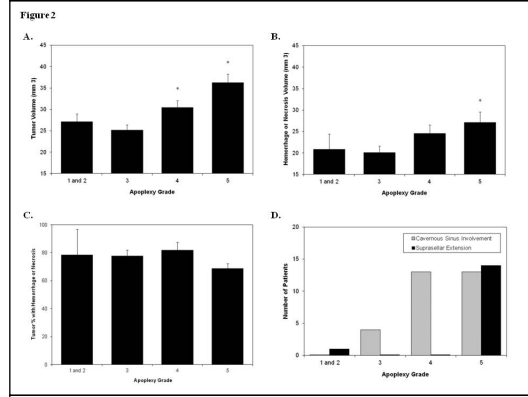 Figure 2
A.
Tumor Volume (mm 3)
45
40
35
30
25
20
15
*
*
1 and 2
3
4
5
Apoplexy Grade
B.
Hemorrhage or Necrosis Volume (mm 3)
45
40
35
30
25
20
15
*
1 and 2
3
4
5
Apoplexy Grade
C.
Tumor % with Hemorrhage or Necrosis
100
80
60
40
20
0
1 and 2
3
4
5
Apoplexy Grade
D.
Number of Patients
20
15
10
5
0
Cavernous Sinus Involvement
Suprasellar Extension
1 and 2
3
4
5
Apoplexy Grade